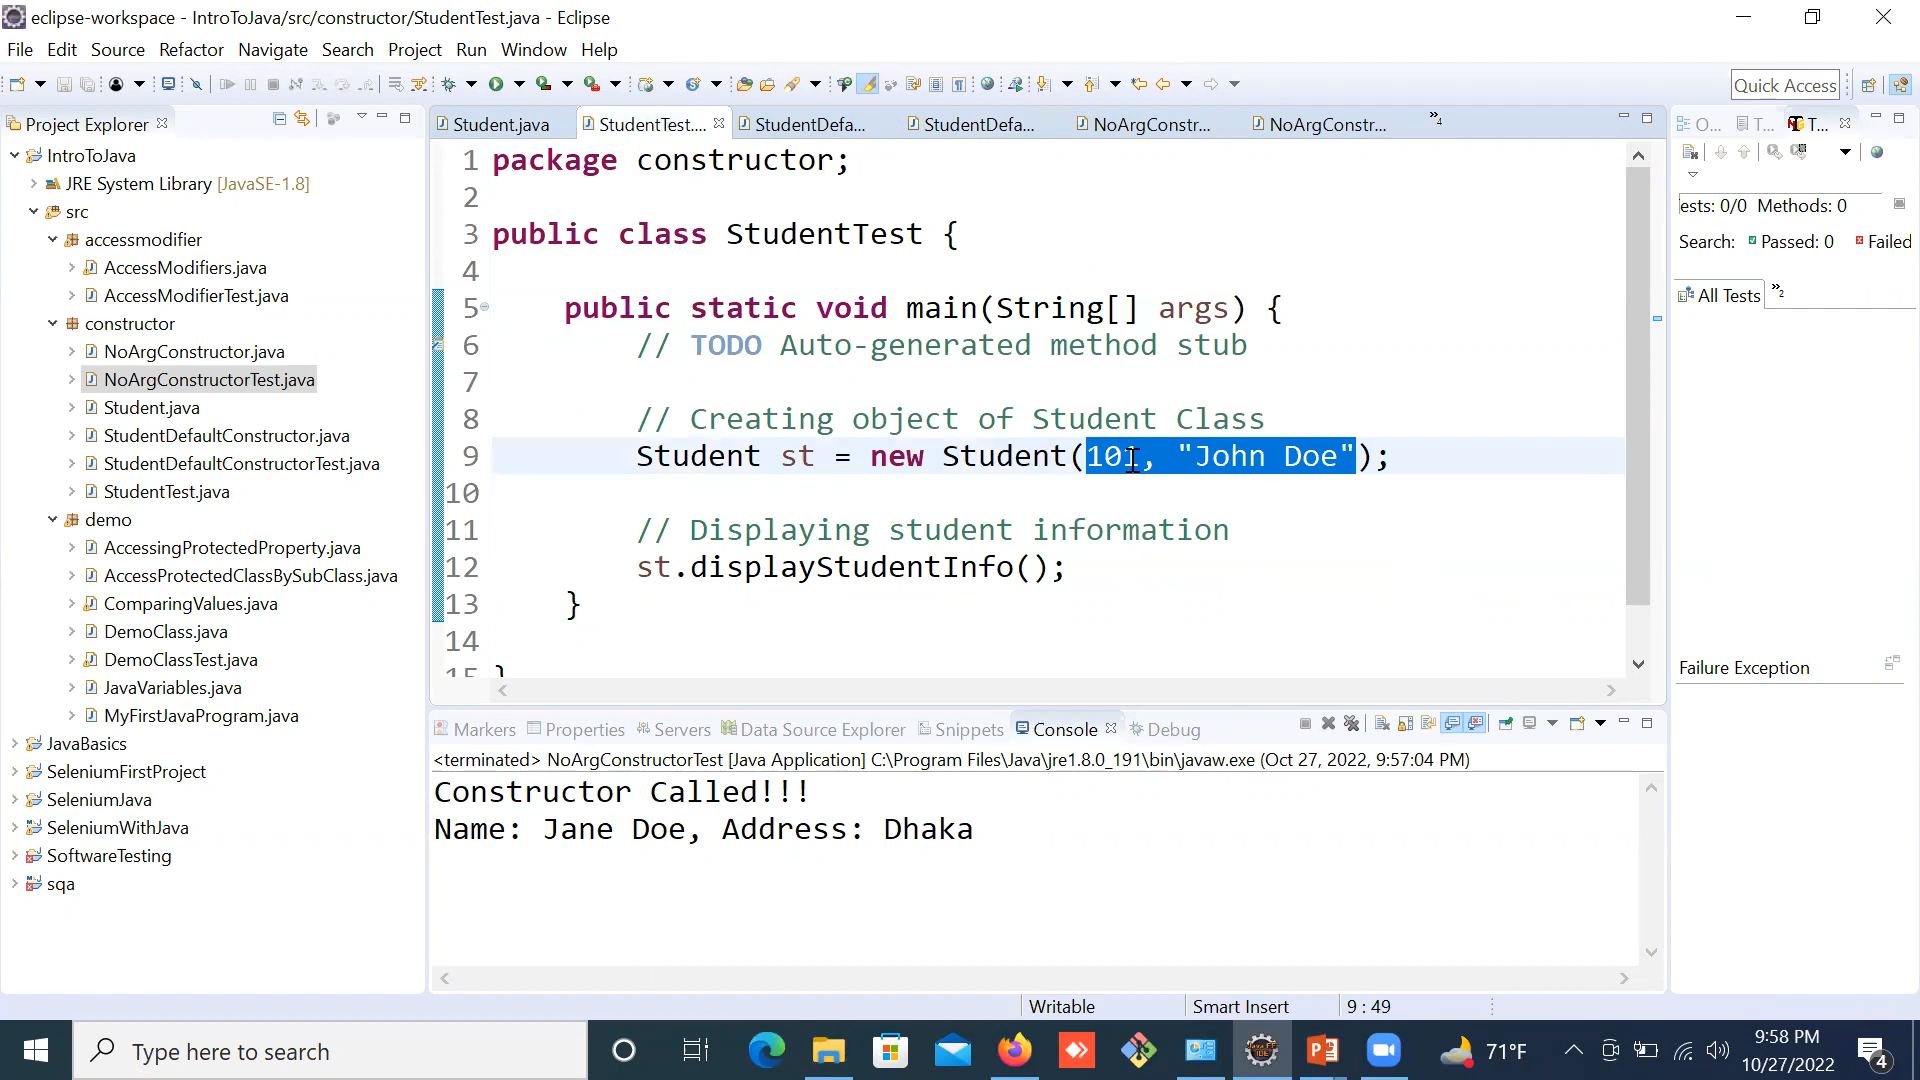 eclipse-workspace - IntroToJava/src/constructor/StudentTest.java - Eclipse
File Edit Source Refactor Navigate Search Project Run Window Help
Quick Access
Project Explorer
IntroToJava
JRE System Library [JavaSE-1.8]
src
accessmodifier
AccessModifiers.java
AccessModifierTest.java
constructor
NoArgConstructor.java
NoArgConstructorTest.java
Student.java
StudentDefaultConstructor.java
StudentDefaultConstructorTest.java
StudentTest.java
demo
AccessingProtectedProperty.java
AccessProtectedClassBySubClass.java
ComparingValues.java
DemoClass.java
DemoClassTest.java
JavaVariables.java
MyFirstJavaProgram.java
JavaBasics
SeleniumFirstProject
SeleniumJava
SeleniumWithJava
SoftwareTesting
sqa
Student.java StudentTest.... StudentDefa... StudentDefa... NoArgConstr... NoArgConstr... »4
1 package constructor;
2
3 public class StudentTest {
4
5 public static void main(String[] args) {
6 // TODO Auto-generated method stub
7
8 // Creating object of Student Class
9 Student st = new Student(101, "John Doe");
10
11 // Displaying student information
12 st.displayStudentInfo();
13 }
14
15 }
O... T... T...
ests: 0/0 Methods: 0
Search: Passed: 0 Failed
All Tests »2
Failure Exception
Markers Properties Servers Data Source Explorer Snippets Console Debug
<terminated> NoArgConstructorTest [Java Application] C:\Program Files\Java\jre1.8.0_191\bin\javaw.exe (Oct 27, 2022, 9:57:04 PM)
Constructor Called!!!
Name: Jane Doe, Address: Dhaka
Writable Smart Insert 9 : 49
Type here to search
71°F
9:58 PM
10/27/2022
4